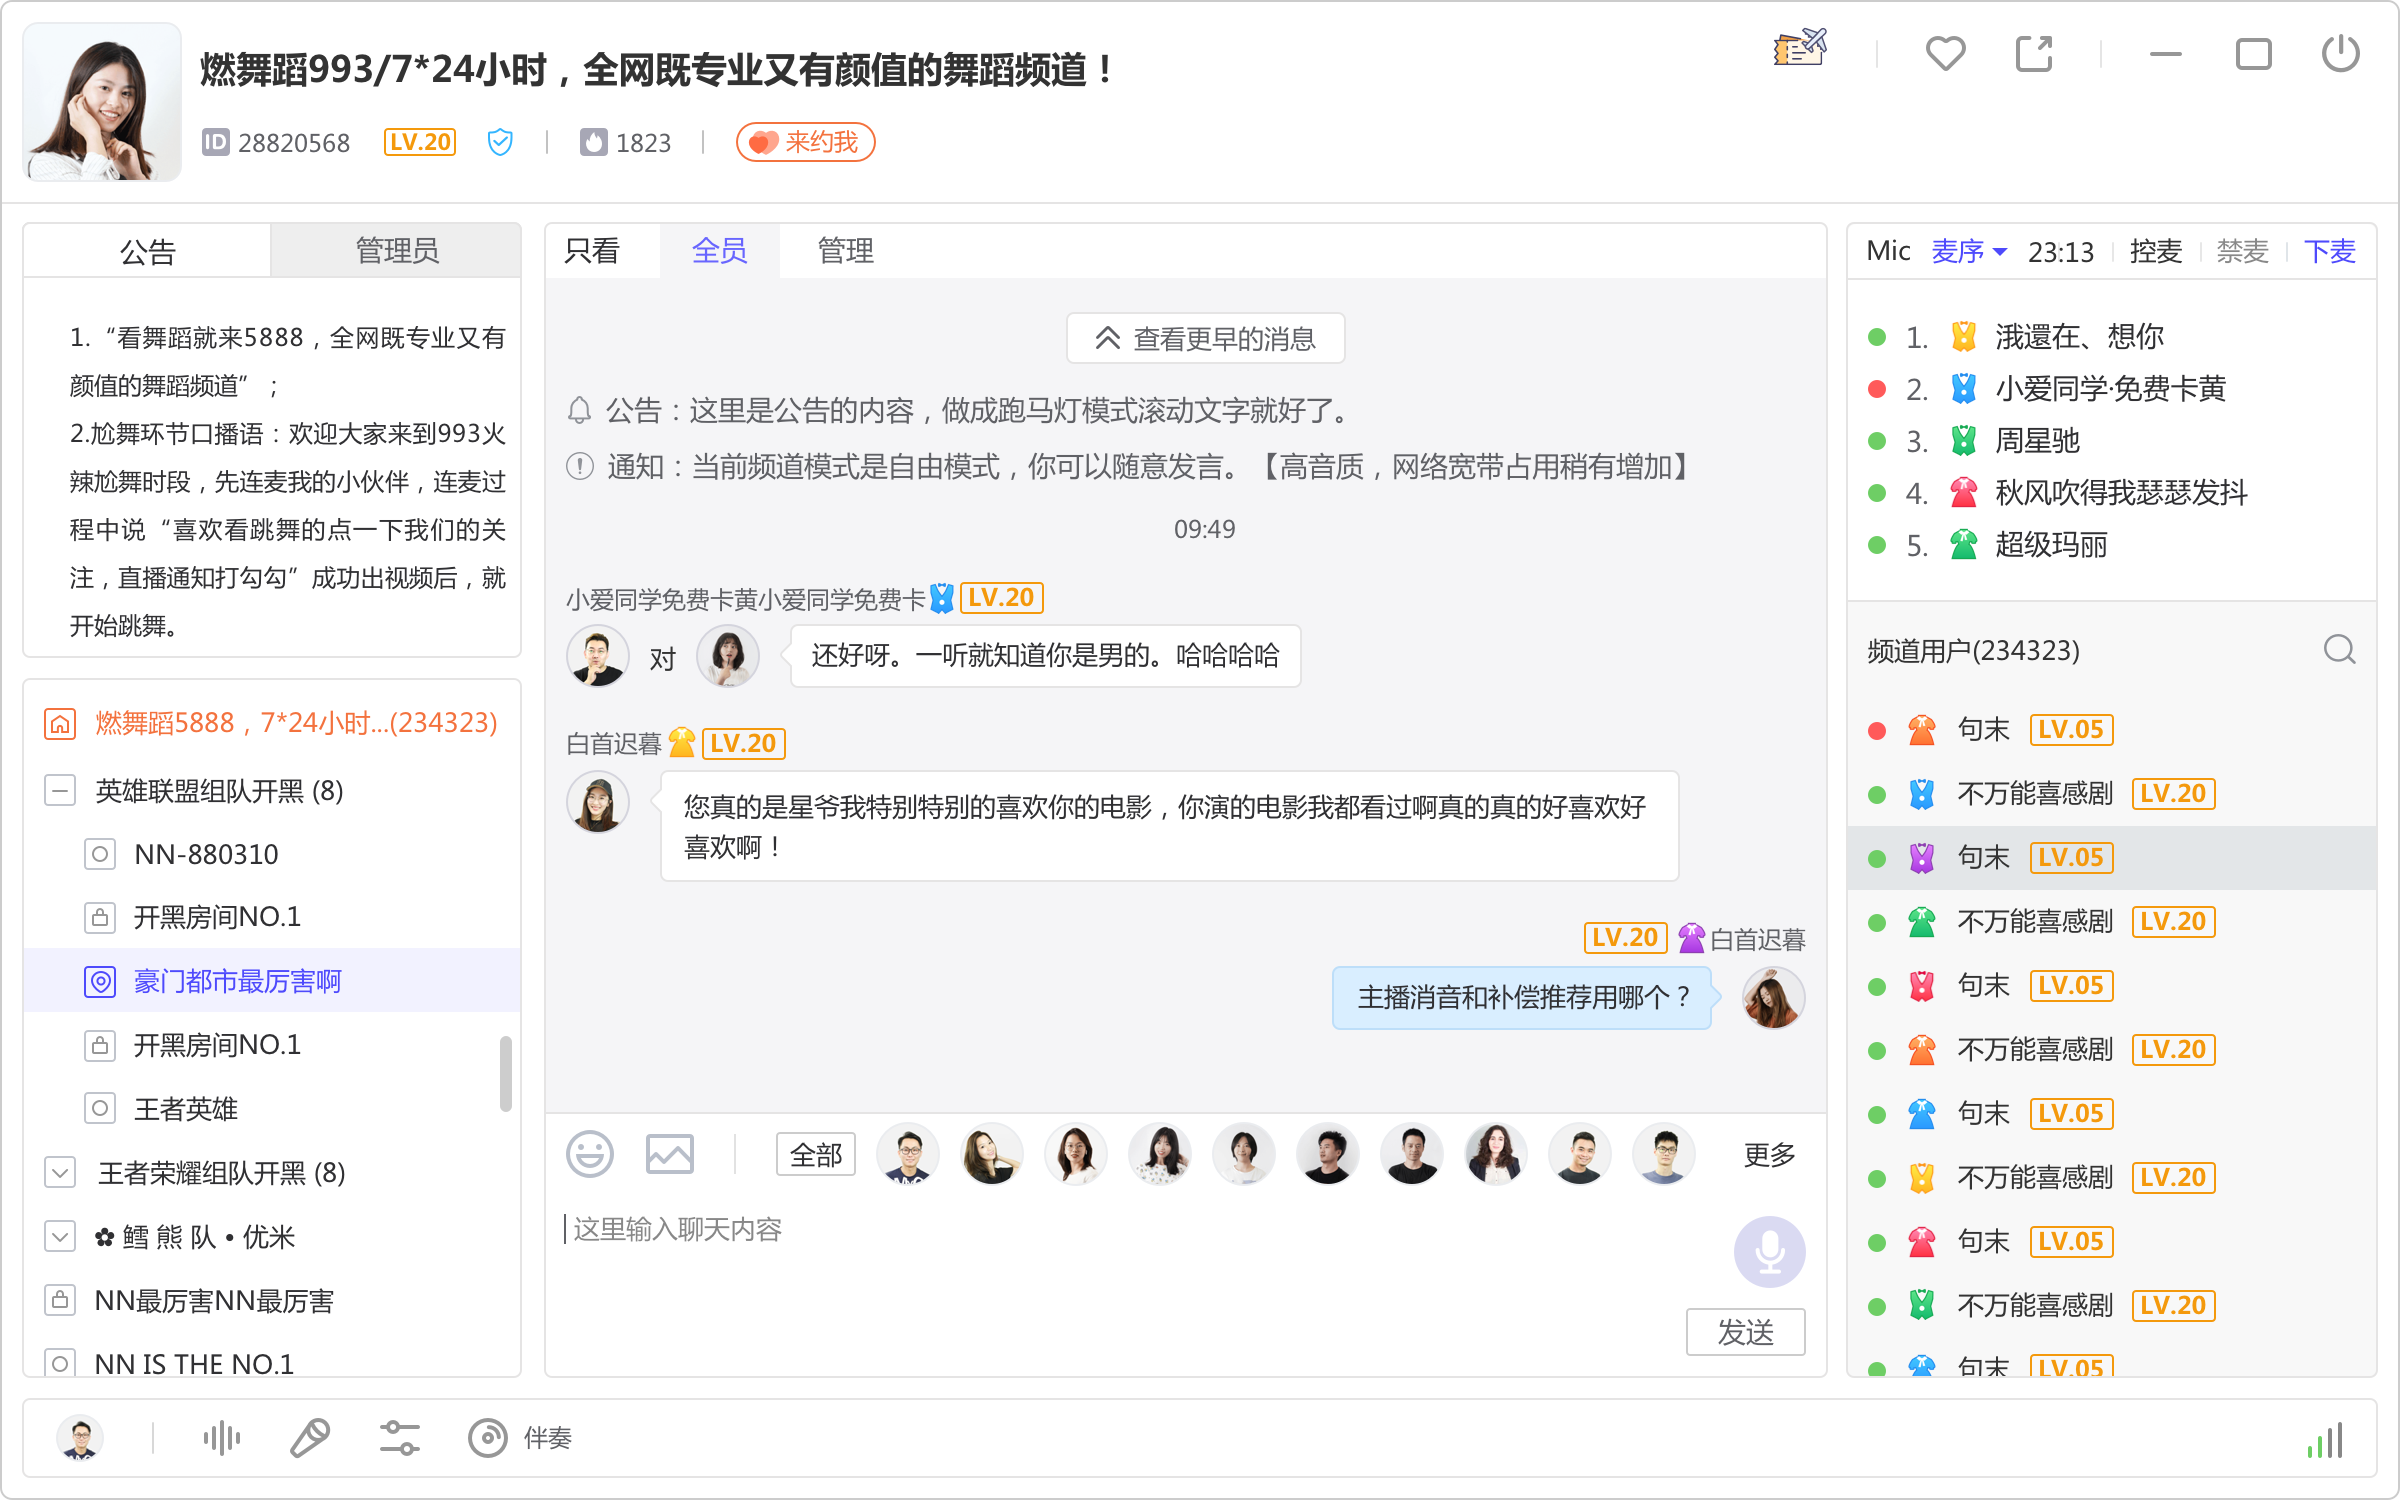 燃舞蹈993/7*24小时，全网既专业又有颜值的舞蹈频道！
ID 28820568 LV.20 1823 来约我
公告 管理员
1.“看舞蹈就来5888，全网既专业又有
颜值的舞蹈频道”；
2.尬舞环节口播语：欢迎大家来到993火
辣尬舞时段，先连麦我的小伙伴，连麦过
程中说“喜欢看跳舞的点一下我们的关
注，直播通知打勾勾”成功出视频后，就
开始跳舞。
燃舞蹈5888，7*24小时...(234323)
英雄联盟组队开黑 (8)
NN-880310
开黑房间NO.1
豪门都市最厉害啊
开黑房间NO.1
王者英雄
王者荣耀组队开黑 (8)
✿ 鳕 熊 队 • 优米
NN最厉害NN最厉害
NN IS THE NO.1
只看 全员 管理
查看更早的消息
公告：这里是公告的内容，做成跑马灯模式滚动文字就好了。
通知：当前频道模式是自由模式，你可以随意发言。【高音质，网络宽带占用稍有增加】
09:49
小爱同学免费卡黄小爱同学免费卡 LV.20
对 还好呀。一听就知道你是男的。哈哈哈哈
白首迟暮 LV.20
您真的是星爷我特别特别的喜欢你的电影，你演的电影我都看过啊真的真的好喜欢好
喜欢啊！
LV.20 白首迟暮
主播消音和补偿推荐用哪个？
全部 更多
这里输入聊天内容
发送
Mic 麦序 23:13 控麦 禁麦 下麦
1. 涐還在、想你
2. 小爱同学·免费卡黄
3. 周星驰
4. 秋风吹得我瑟瑟发抖
5. 超级玛丽
频道用户(234323)
句末 LV.05
不万能喜感剧 LV.20
句末 LV.05
不万能喜感剧 LV.20
句末 LV.05
不万能喜感剧 LV.20
句末 LV.05
不万能喜感剧 LV.20
句末 LV.05
不万能喜感剧 LV.20
句末 LV.05
伴奏